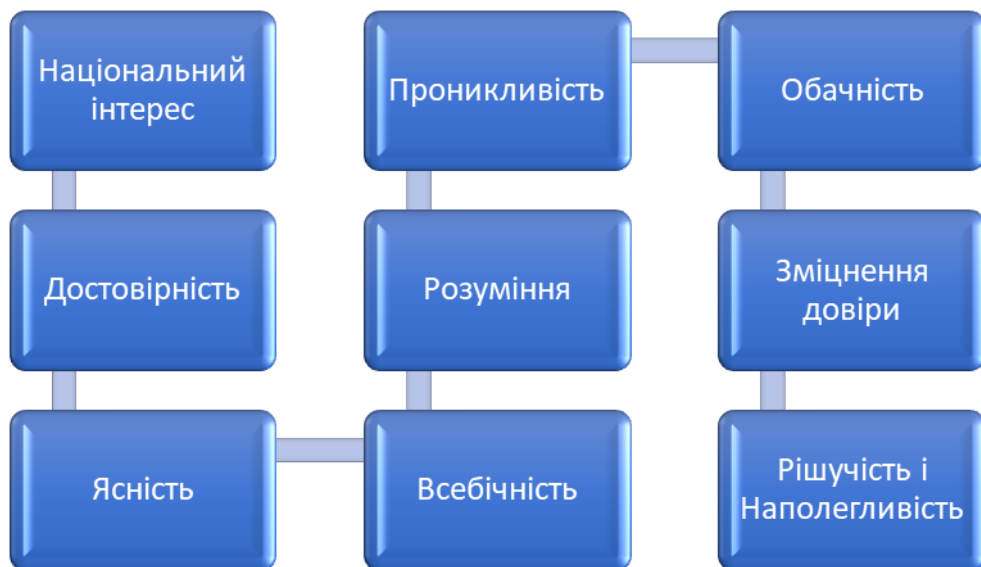 Національний
інтерес
Достовірність
Ясність
Всебічність
Розуміння
Проникливість
Обачність
Зміцнення
довіри
Рішучість і
Наполегливість